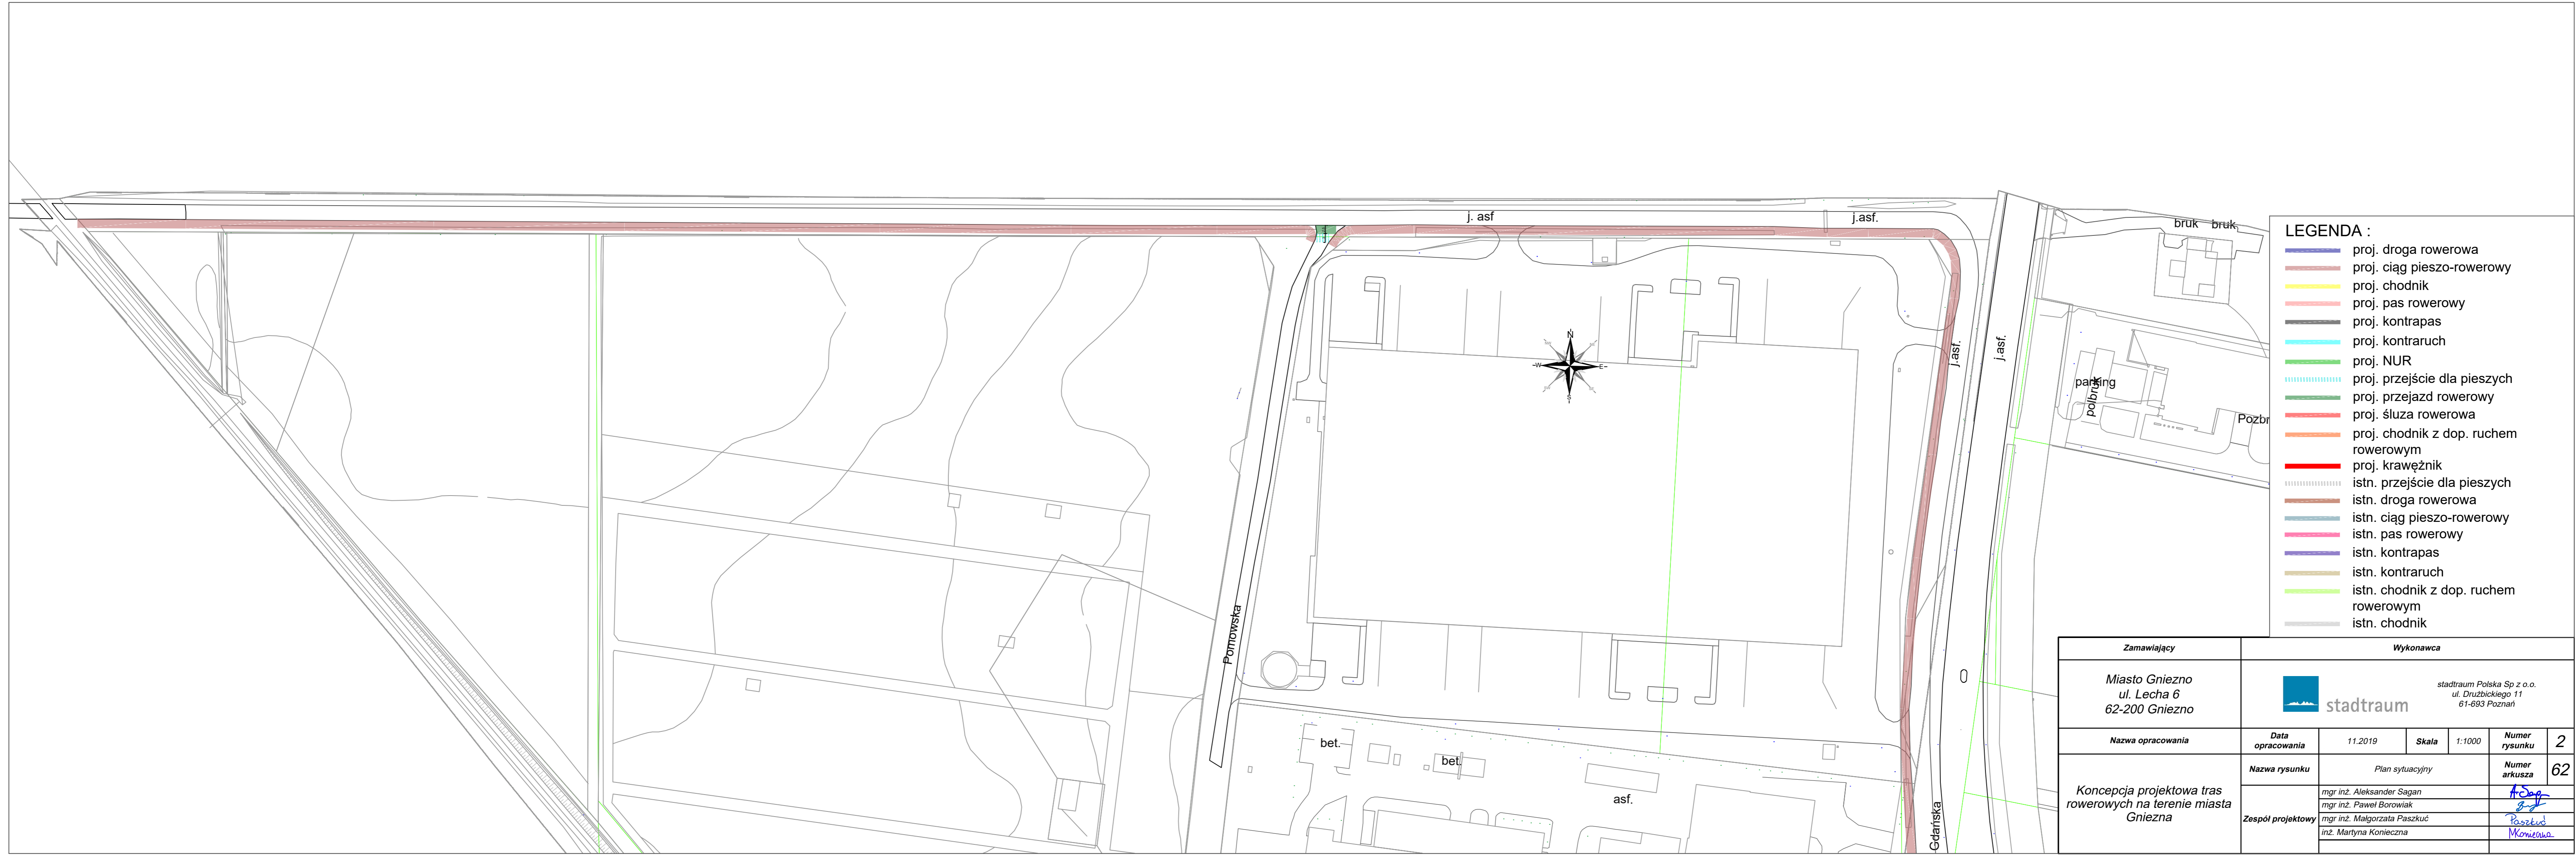 j. asf
j.asf.
bruk
bruk
N
-W
E-
S
j.asf.
j.asf.
parking
polbruk
Pozbr
Pomowska
bet.
bet.
asf.
Gdańska
LEGENDA :
proj. droga rowerowa
proj. ciąg pieszo-rowerowy
proj. chodnik
proj. pas rowerowy
proj. kontrapas
proj. kontraruch
proj. NUR
proj. przejście dla pieszych
proj. przejazd rowerowy
proj. śluza rowerowa
proj. chodnik z dop. ruchem
rowerowym
proj. krawężnik
istn. przejście dla pieszych
istn. droga rowerowa
istn. ciąg pieszo-rowerowy
istn. pas rowerowy
istn. kontrapas
istn. kontraruch
istn. chodnik z dop. ruchem
rowerowym
istn. chodnik
Zamawiający
Wykonawca
Miasto Gniezno
ul. Lecha 6
62-200 Gniezno
stadtraum
stadtraum Polska Sp z o.o.
ul. Drużbickiego 11
61-693 Poznań
Nazwa opracowania
Data
opracowania
11.2019
Skala
1:1000
Numer
rysunku
2
Nazwa rysunku
Plan sytuacyjny
Numer
arkusza
62
Koncepcja projektowa tras
rowerowych na terenie miasta
Gniezna
Zespół projektowy
mgr inż. Aleksander Sagan
mgr inż. Paweł Borowiak
mgr inż. Małgorzata Paszkuć
Paszkuć
inż. Martyna Konieczna
MKonieczna